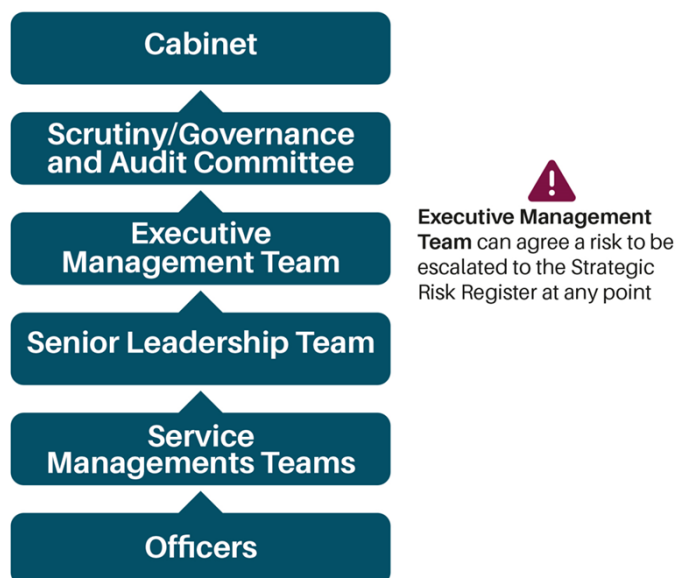 Cabinet
Scrutiny/Governance
and Audit Committee
Executive
Management Team
Executive Management
Team can agree a risk to be
escalated to the Strategic
Risk Register at any point
Senior Leadership Team
Service
Managements Teams
Officers